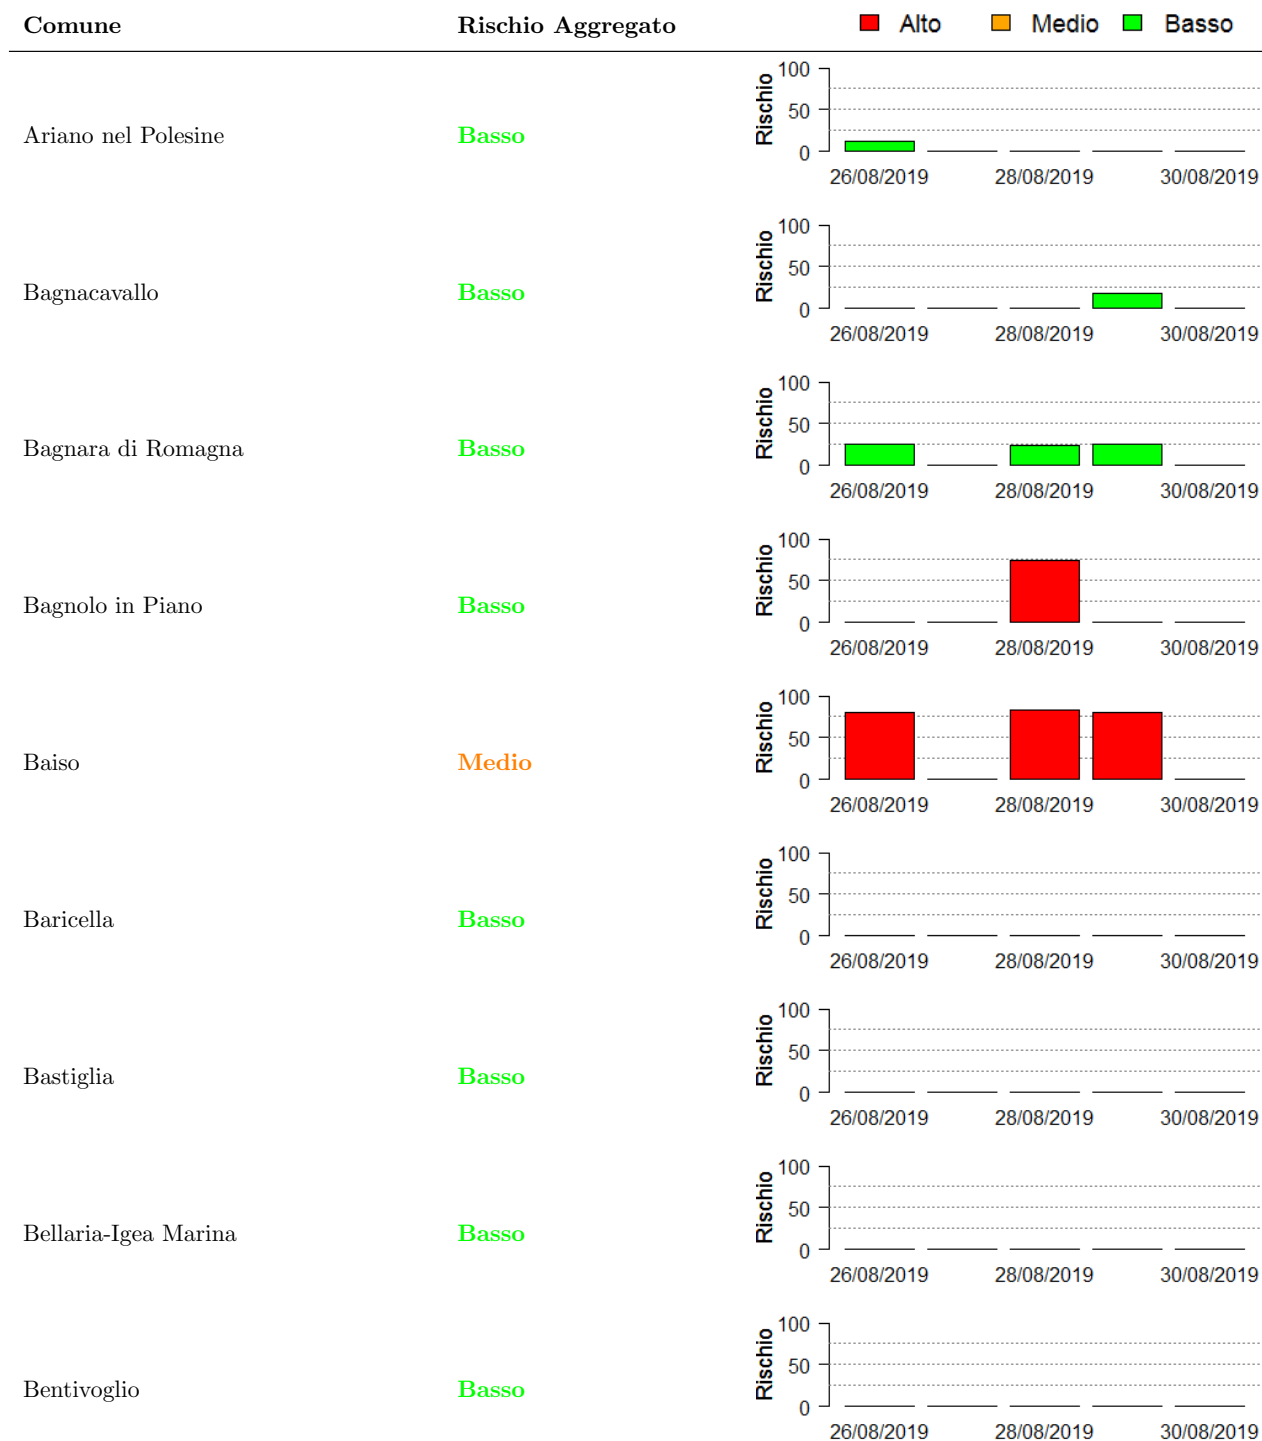 Comune Rischio Aggregato Alto Medio Basso
Ariano nel Polesine Basso
Rischio
100
50
0
26/08/2019 28/08/2019 30/08/2019
Bagnacavallo Basso
Rischio
100
50
0
26/08/2019 28/08/2019 30/08/2019
Bagnara di Romagna Basso
Rischio
100
50
0
26/08/2019 28/08/2019 30/08/2019
Bagnolo in Piano Basso
Rischio
100
50
0
26/08/2019 28/08/2019 30/08/2019
Baiso Medio
Rischio
100
50
0
26/08/2019 28/08/2019 30/08/2019
Baricella Basso
Rischio
100
50
0
26/08/2019 28/08/2019 30/08/2019
Bastiglia Basso
Rischio
100
50
0
26/08/2019 28/08/2019 30/08/2019
Bellaria-Igea Marina Basso
Rischio
100
50
0
26/08/2019 28/08/2019 30/08/2019
Bentivoglio Basso
Rischio
100
50
0
26/08/2019 28/08/2019 30/08/2019